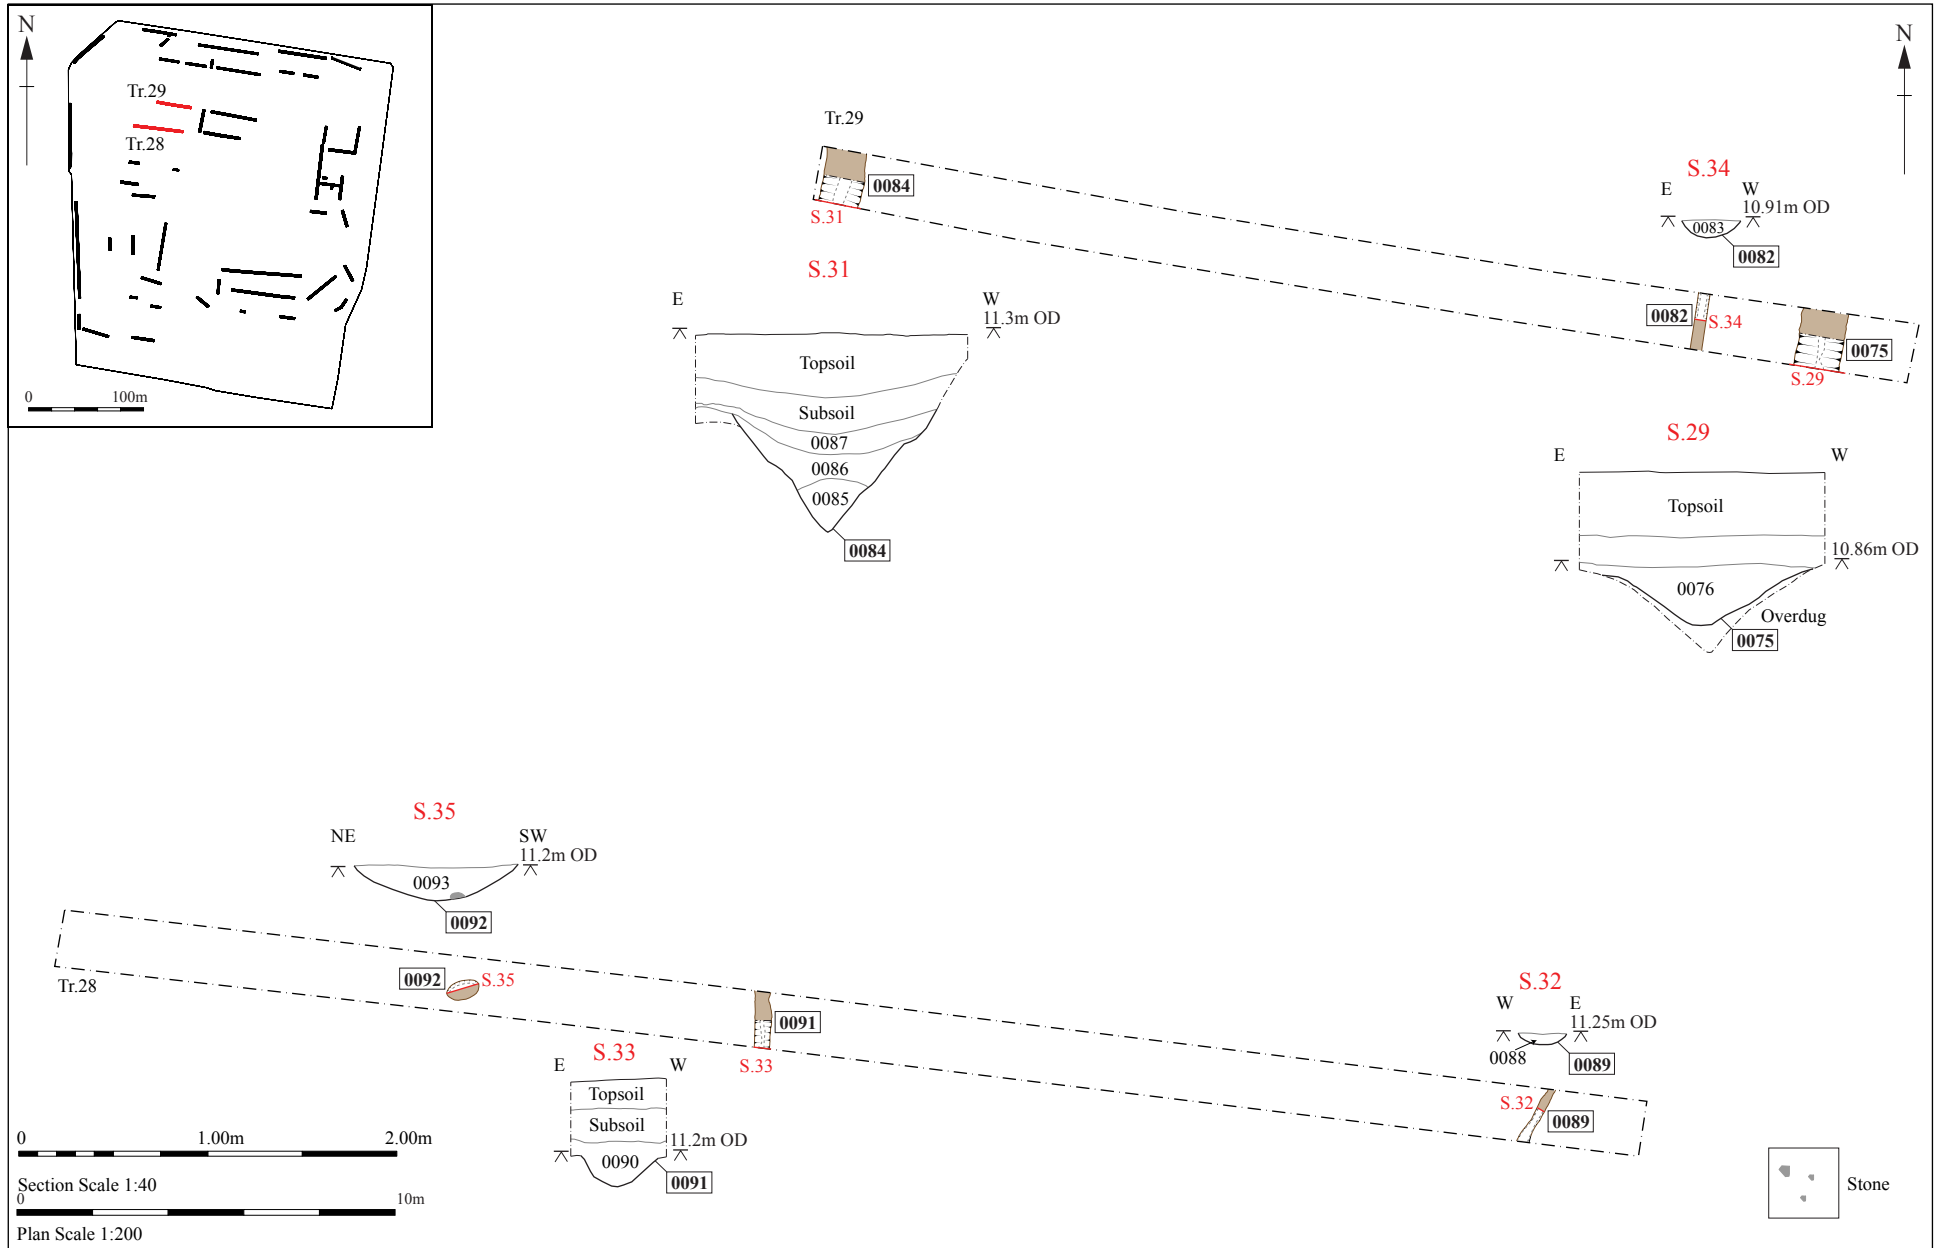 N
Tr.29
Tr.28
0 100m
N
Tr.29
0084
S.31
S.31
E W
11.3m OD
Topsoil
Subsoil
0087
0086
0085
0084
S.34
E W
10.91m OD
0083
0082
0082
S.34
0075
S.29
S.29
E W
Topsoil
10.86m OD
0076
Overdug
0075
S.35
NE SW
11.2m OD
0093
0092
Tr.28
0092
S.35
0091
S.33
S.33
E W
Topsoil
Subsoil
11.2m OD
0090
0091
S.32
W E
11.25m OD
0088
0089
S.32
0089
0 1.00m 2.00m
Section Scale 1:40
0 10m
Plan Scale 1:200
Stone